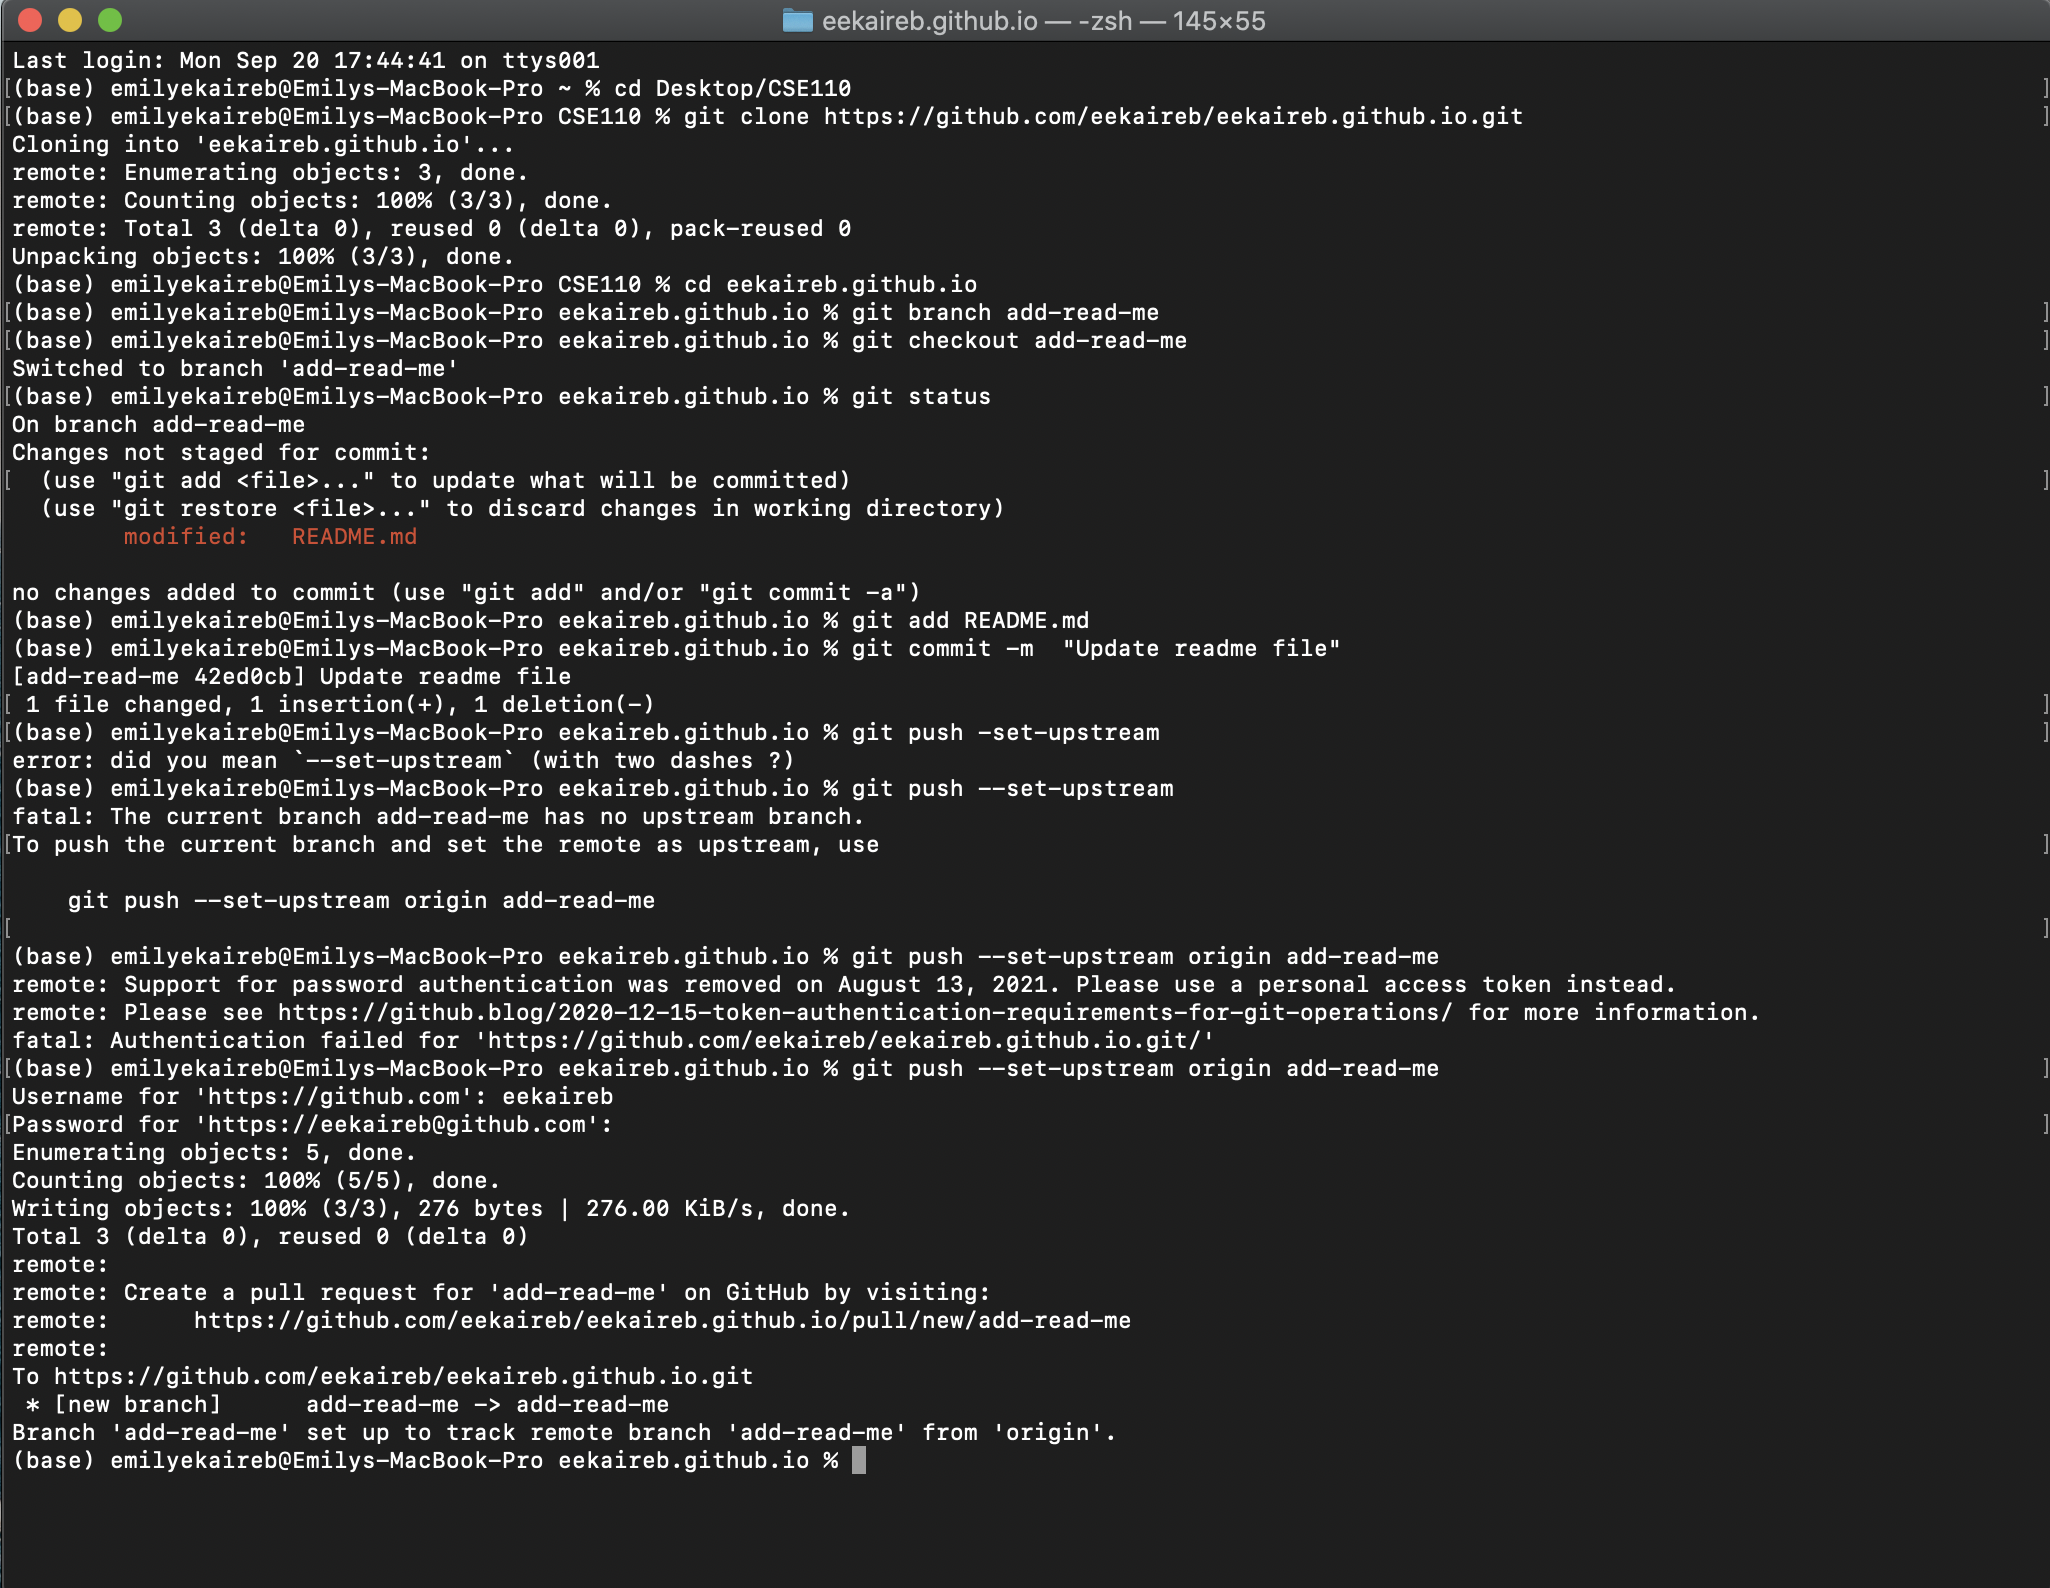 eekaireb.github.io — -zsh — 145×55
Last login: Mon Sep 20 17:44:41 on ttys001
[(base) emilyekaireb@Emilys-MacBook-Pro ~ % cd Desktop/CSE110 ]
[(base) emilyekaireb@Emilys-MacBook-Pro CSE110 % git clone https://github.com/eekaireb/eekaireb.github.io.git ]
Cloning into 'eekaireb.github.io'...
remote: Enumerating objects: 3, done.
remote: Counting objects: 100% (3/3), done.
remote: Total 3 (delta 0), reused 0 (delta 0), pack-reused 0
Unpacking objects: 100% (3/3), done.
(base) emilyekaireb@Emilys-MacBook-Pro CSE110 % cd eekaireb.github.io
[(base) emilyekaireb@Emilys-MacBook-Pro eekaireb.github.io % git branch add-read-me ]
[(base) emilyekaireb@Emilys-MacBook-Pro eekaireb.github.io % git checkout add-read-me ]
Switched to branch 'add-read-me'
[(base) emilyekaireb@Emilys-MacBook-Pro eekaireb.github.io % git status ]
On branch add-read-me
Changes not staged for commit:
[  (use "git add <file>..." to update what will be committed) ]
  (use "git restore <file>..." to discard changes in working directory)
        modified:   README.md

no changes added to commit (use "git add" and/or "git commit -a")
(base) emilyekaireb@Emilys-MacBook-Pro eekaireb.github.io % git add README.md
(base) emilyekaireb@Emilys-MacBook-Pro eekaireb.github.io % git commit -m  "Update readme file"
[add-read-me 42ed0cb] Update readme file
[ 1 file changed, 1 insertion(+), 1 deletion(-) ]
[(base) emilyekaireb@Emilys-MacBook-Pro eekaireb.github.io % git push -set-upstream ]
error: did you mean `--set-upstream` (with two dashes ?)
(base) emilyekaireb@Emilys-MacBook-Pro eekaireb.github.io % git push --set-upstream
fatal: The current branch add-read-me has no upstream branch.
[To push the current branch and set the remote as upstream, use ]

    git push --set-upstream origin add-read-me
[ ]
(base) emilyekaireb@Emilys-MacBook-Pro eekaireb.github.io % git push --set-upstream origin add-read-me
remote: Support for password authentication was removed on August 13, 2021. Please use a personal access token instead.
remote: Please see https://github.blog/2020-12-15-token-authentication-requirements-for-git-operations/ for more information.
fatal: Authentication failed for 'https://github.com/eekaireb/eekaireb.github.io.git/'
[(base) emilyekaireb@Emilys-MacBook-Pro eekaireb.github.io % git push --set-upstream origin add-read-me ]
Username for 'https://github.com': eekaireb
[Password for 'https://eekaireb@github.com': ]
Enumerating objects: 5, done.
Counting objects: 100% (5/5), done.
Writing objects: 100% (3/3), 276 bytes | 276.00 KiB/s, done.
Total 3 (delta 0), reused 0 (delta 0)
remote:
remote: Create a pull request for 'add-read-me' on GitHub by visiting:
remote:      https://github.com/eekaireb/eekaireb.github.io/pull/new/add-read-me
remote:
To https://github.com/eekaireb/eekaireb.github.io.git
 * [new branch]      add-read-me -> add-read-me
Branch 'add-read-me' set up to track remote branch 'add-read-me' from 'origin'.
(base) emilyekaireb@Emilys-MacBook-Pro eekaireb.github.io %